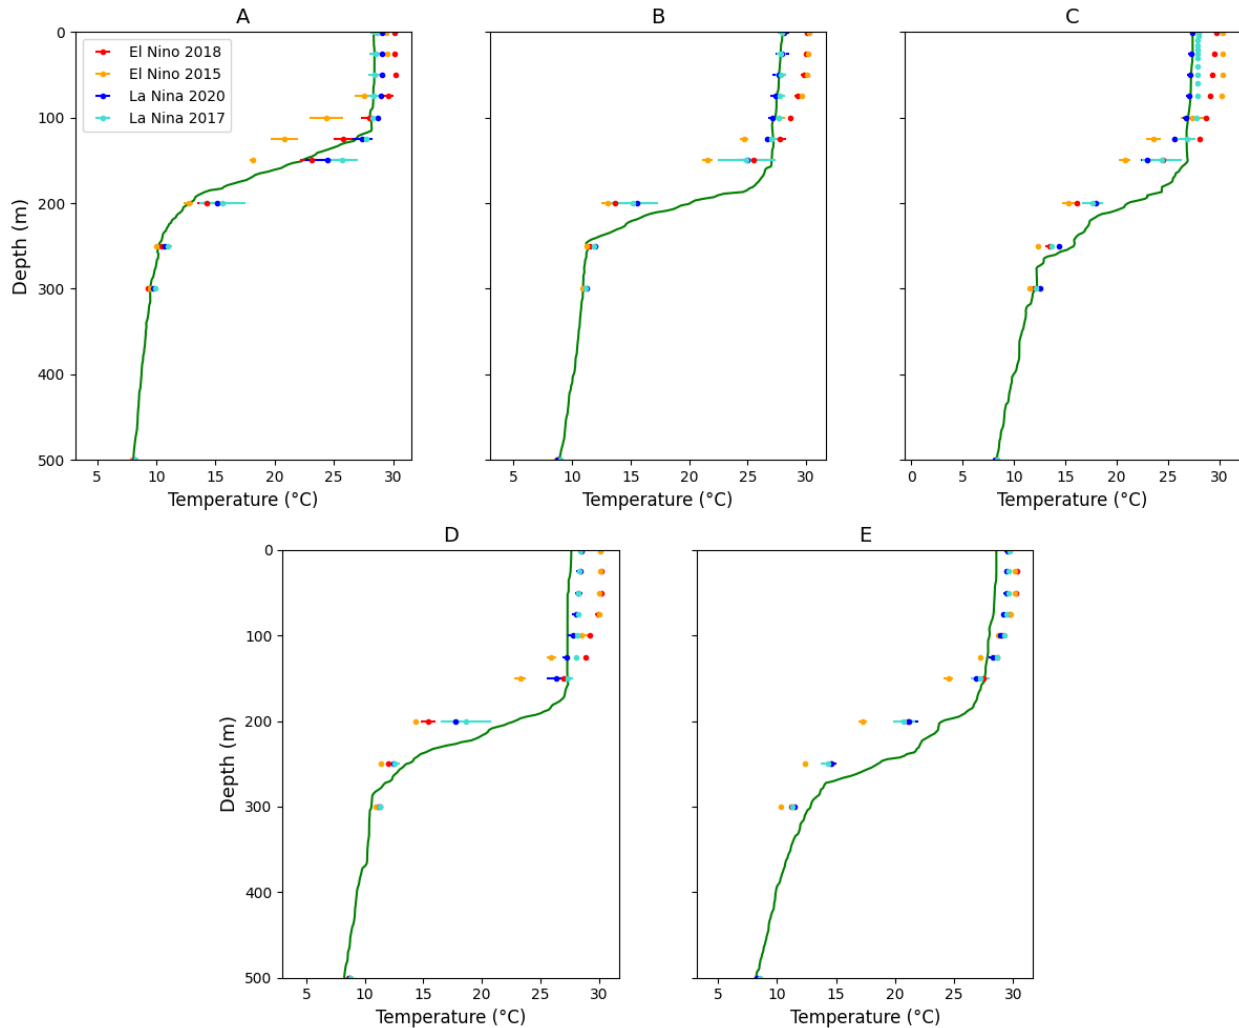 A
B
C
0
100
200
300
400
500
Depth (m)
El Nino 2018
El Nino 2015
La Nina 2020
La Nina 2017
5 10 15 20 25 30
Temperature (°C)
5 10 15 20 25 30
Temperature (°C)
0 5 10 15 20 25 30
Temperature (°C)
D
E
0
100
200
300
400
500
Depth (m)
5 10 15 20 25 30
Temperature (°C)
5 10 15 20 25 30
Temperature (°C)